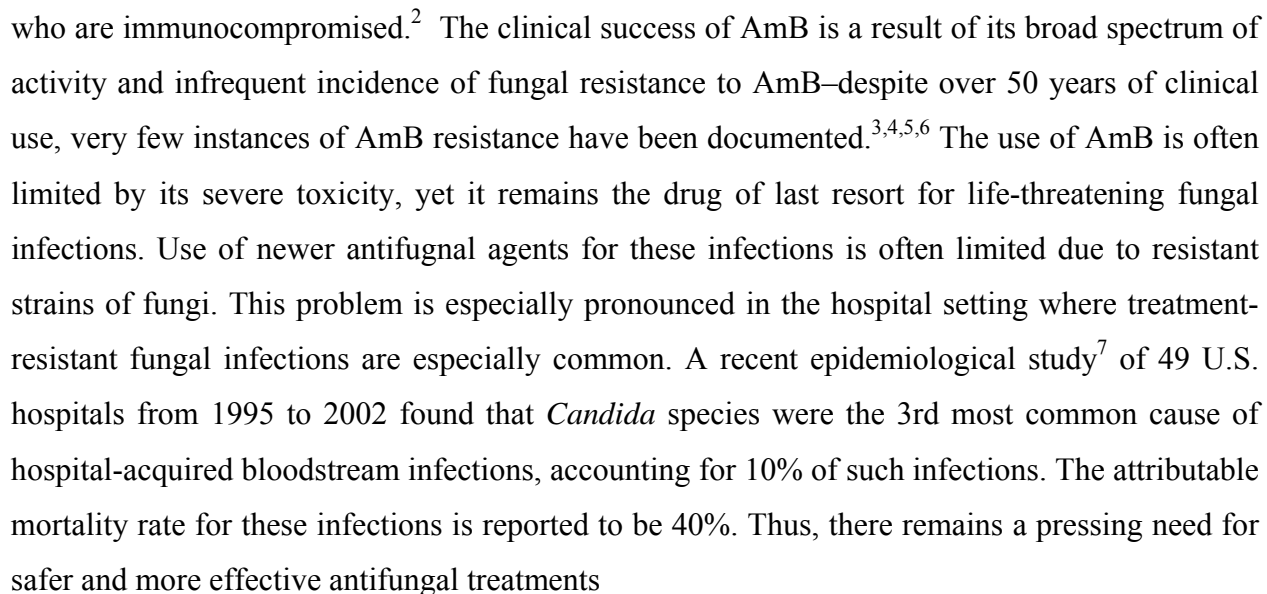 who are immunocompromised.2 The clinical success of AmB is a result of its broad spectrum of
activity and infrequent incidence of fungal resistance to AmB–despite over 50 years of clinical
use, very few instances of AmB resistance have been documented.3,4,5,6 The use of AmB is often
limited by its severe toxicity, yet it remains the drug of last resort for life-threatening fungal
infections. Use of newer antifugnal agents for these infections is often limited due to resistant
strains of fungi. This problem is especially pronounced in the hospital setting where treatment-
resistant fungal infections are especially common. A recent epidemiological study7 of 49 U.S.
hospitals from 1995 to 2002 found that Candida species were the 3rd most common cause of
hospital-acquired bloodstream infections, accounting for 10% of such infections. The attributable
mortality rate for these infections is reported to be 40%. Thus, there remains a pressing need for
safer and more effective antifungal treatments